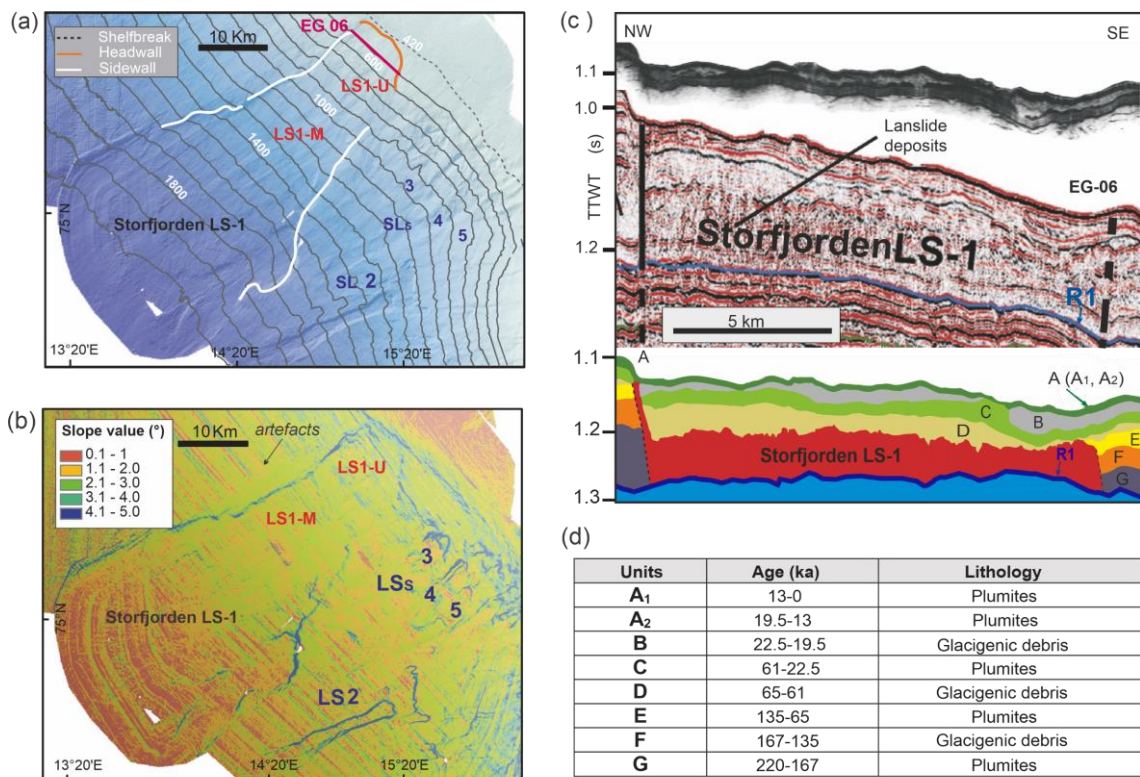 (a)
10 Km
EG 06
420
Shelfbreak
Headwall
Sidewall
600
LS1-U
1000
LS1-M
1400
1800
3
75°N
Storfjorden LS-1
SLs
4
5
SL 2
13°20'E
14°20'E
15°20'E
(b)
Slope value (°)
10Km
artefacts
0.1 - 1
1.1 - 2.0
2.1 - 3.0
3.1 - 4.0
4.1 - 5.0
LS1-U
LS1-M
3
LSs
4
5
75°N
Storfjorden LS-1
LS2
13°20'E
14°20'E
15°20'E
(c)
NW
SE
1.1
1.0
TTWT (s)
Lanslide
deposits
EG-06
1.2
StorfjordenLS-1
R1
5 km
1.1
A
A (A1, A2)
C
B
1.2
D
E
Storfjorden LS-1
R1
F
G
1.3
(d)
Units Age (ka) Lithology
A1 13-0 Plumites
A2 19.5-13 Plumites
B 22.5-19.5 Glacigenic debris
C 61-22.5 Plumites
D 65-61 Glacigenic debris
E 135-65 Plumites
F 167-135 Glacigenic debris
G 220-167 Plumites